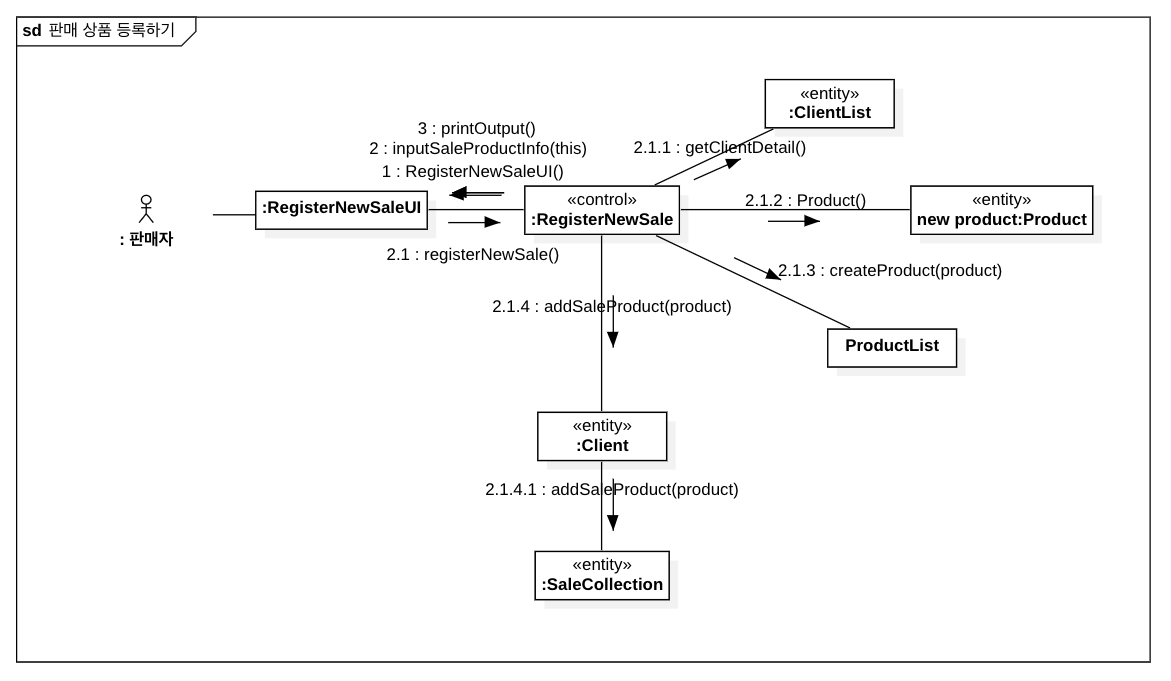 sd 판매 상품 등록하기
«entity»
:ClientList
3 : printOutput()
2 : inputSaleProductInfo(this)
1 : RegisterNewSaleUI()
2.1.1 : getClientDetail()
: 판매자
:RegisterNewSaleUI
«control»
:RegisterNewSale
2.1.2 : Product()
«entity»
new product:Product
2.1 : registerNewSale()
2.1.3 : createProduct(product)
2.1.4 : addSaleProduct(product)
ProductList
«entity»
:Client
2.1.4.1 : addSaleProduct(product)
«entity»
:SaleCollection